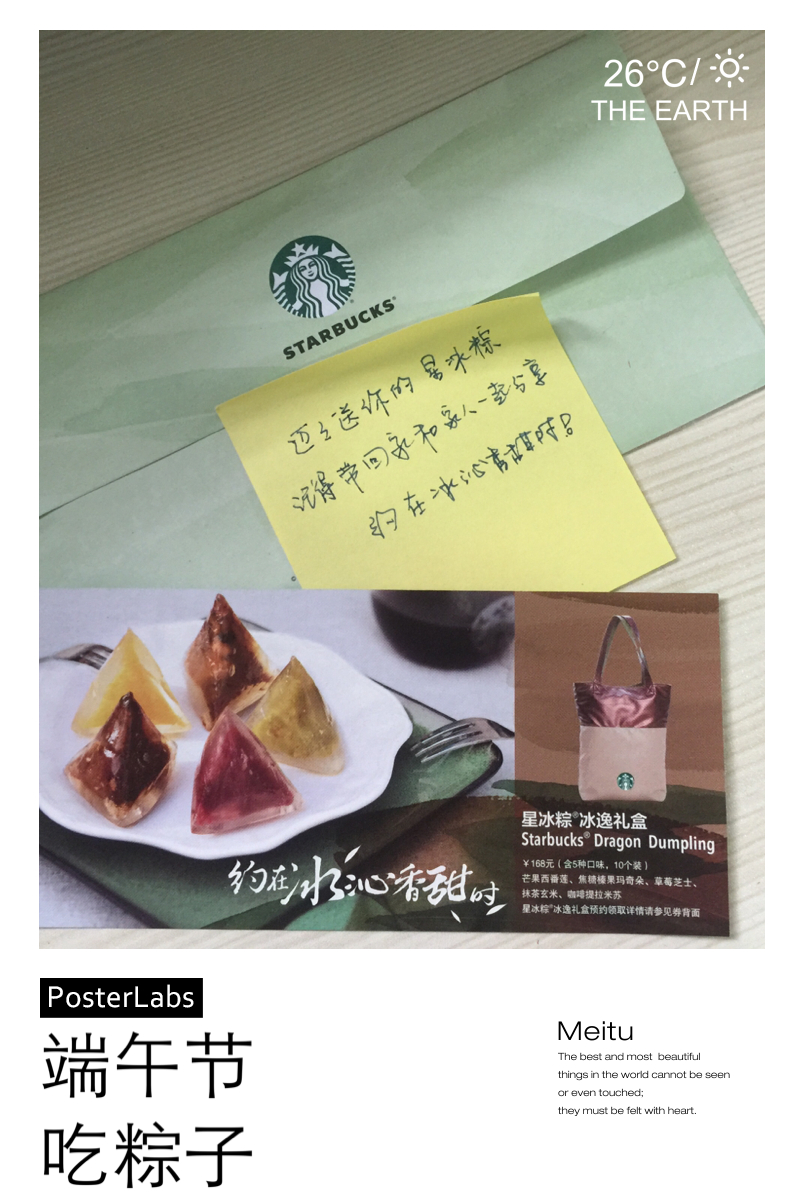 26°C/
THE EARTH
STARBUCKS®
迈迈送你的星冰粽
记得带回家和家人一起分享
约在冰沁香甜时!
约在冰沁香甜时
星冰粽®冰逸礼盒
Starbucks® Dragon Dumpling
￥168元（含5种口味，10个装）
芒果西番莲、焦糖榛果玛奇朵、草莓芝士、
抹茶玄米、咖啡提拉米苏
星冰粽®冰逸礼盒预约领取详情请参见券背面
PosterLabs
端午节
吃粽子
Meitu
The best and most beautiful
things in the world cannot be seen
or even touched;
they must be felt with heart.